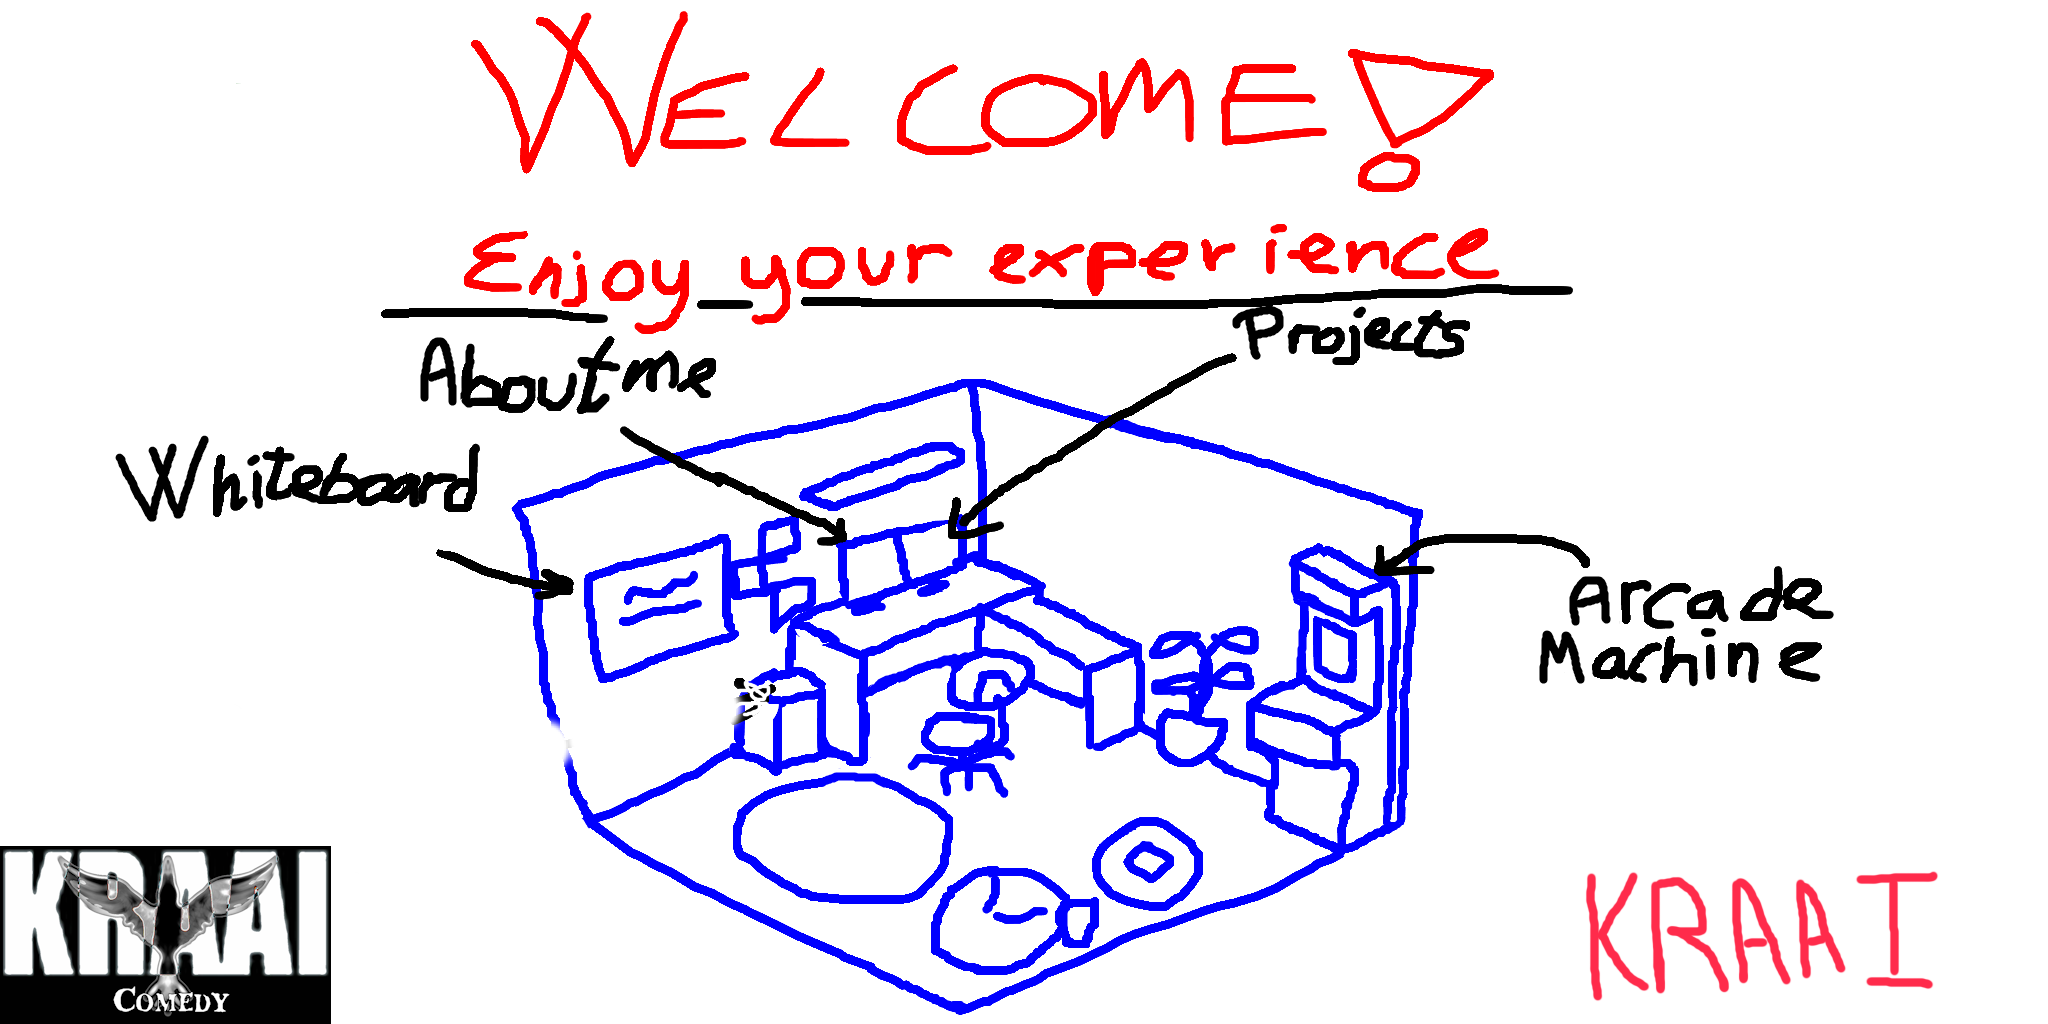 WELCOME!
Enjoy your experience
About me
Projects
Whiteboard
Arcade
Machine
KRAAI
COMEDY
KRAAI